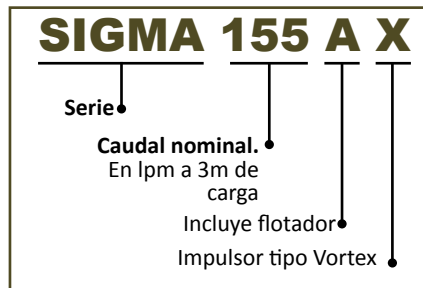 SIGMA 155 A X
Serie
Caudal nominal.
En lpm a 3m de
carga
Incluye flotador
Impulsor tipo Vortex